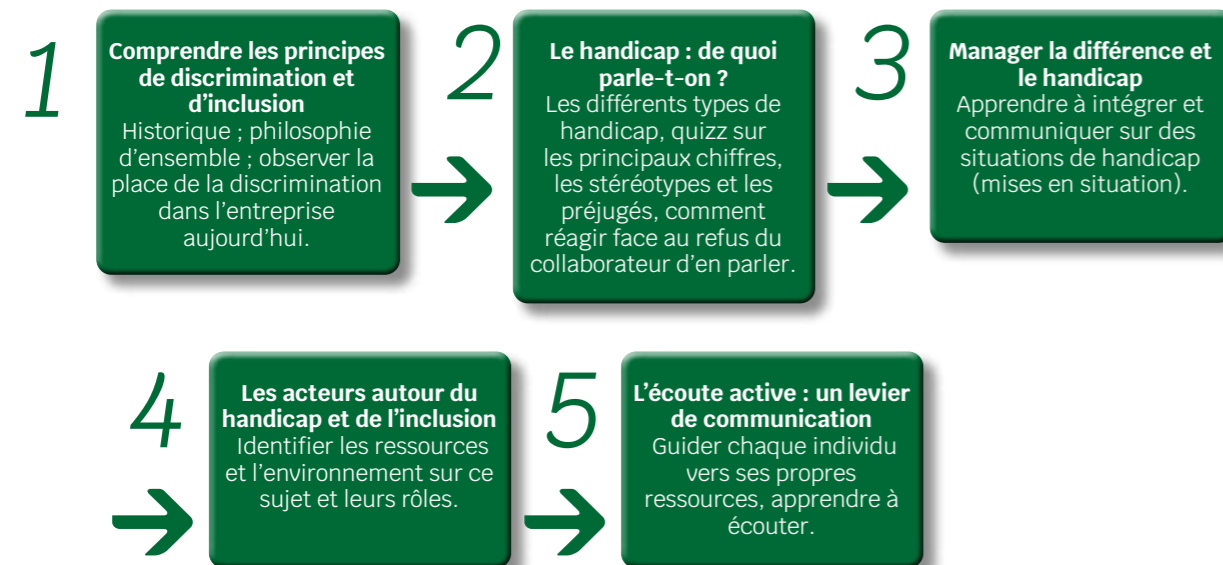 1
Comprendre les principes
de discrimination et
d'inclusion
Historique ; philosophie
d'ensemble ; observer la
place de la discrimination
dans l'entreprise
aujourd'hui.
2
Le handicap : de quoi
parle-t-on ?
Les différents types de
handicap, quizz sur
les principaux chiffres,
les stéréotypes et les
préjugés, comment
réagir face au refus du
collaborateur d'en parler.
3
Manager la différence et
le handicap
Apprendre à intégrer et
communiquer sur des
situations de handicap
(mises en situation).
4
Les acteurs autour du
handicap et de l'inclusion
Identifier les ressources
et l'environnement sur ce
sujet et leurs rôles.
5
L'écoute active : un levier
de communication
Guider chaque individu
vers ses propres
ressources, apprendre à
écouter.